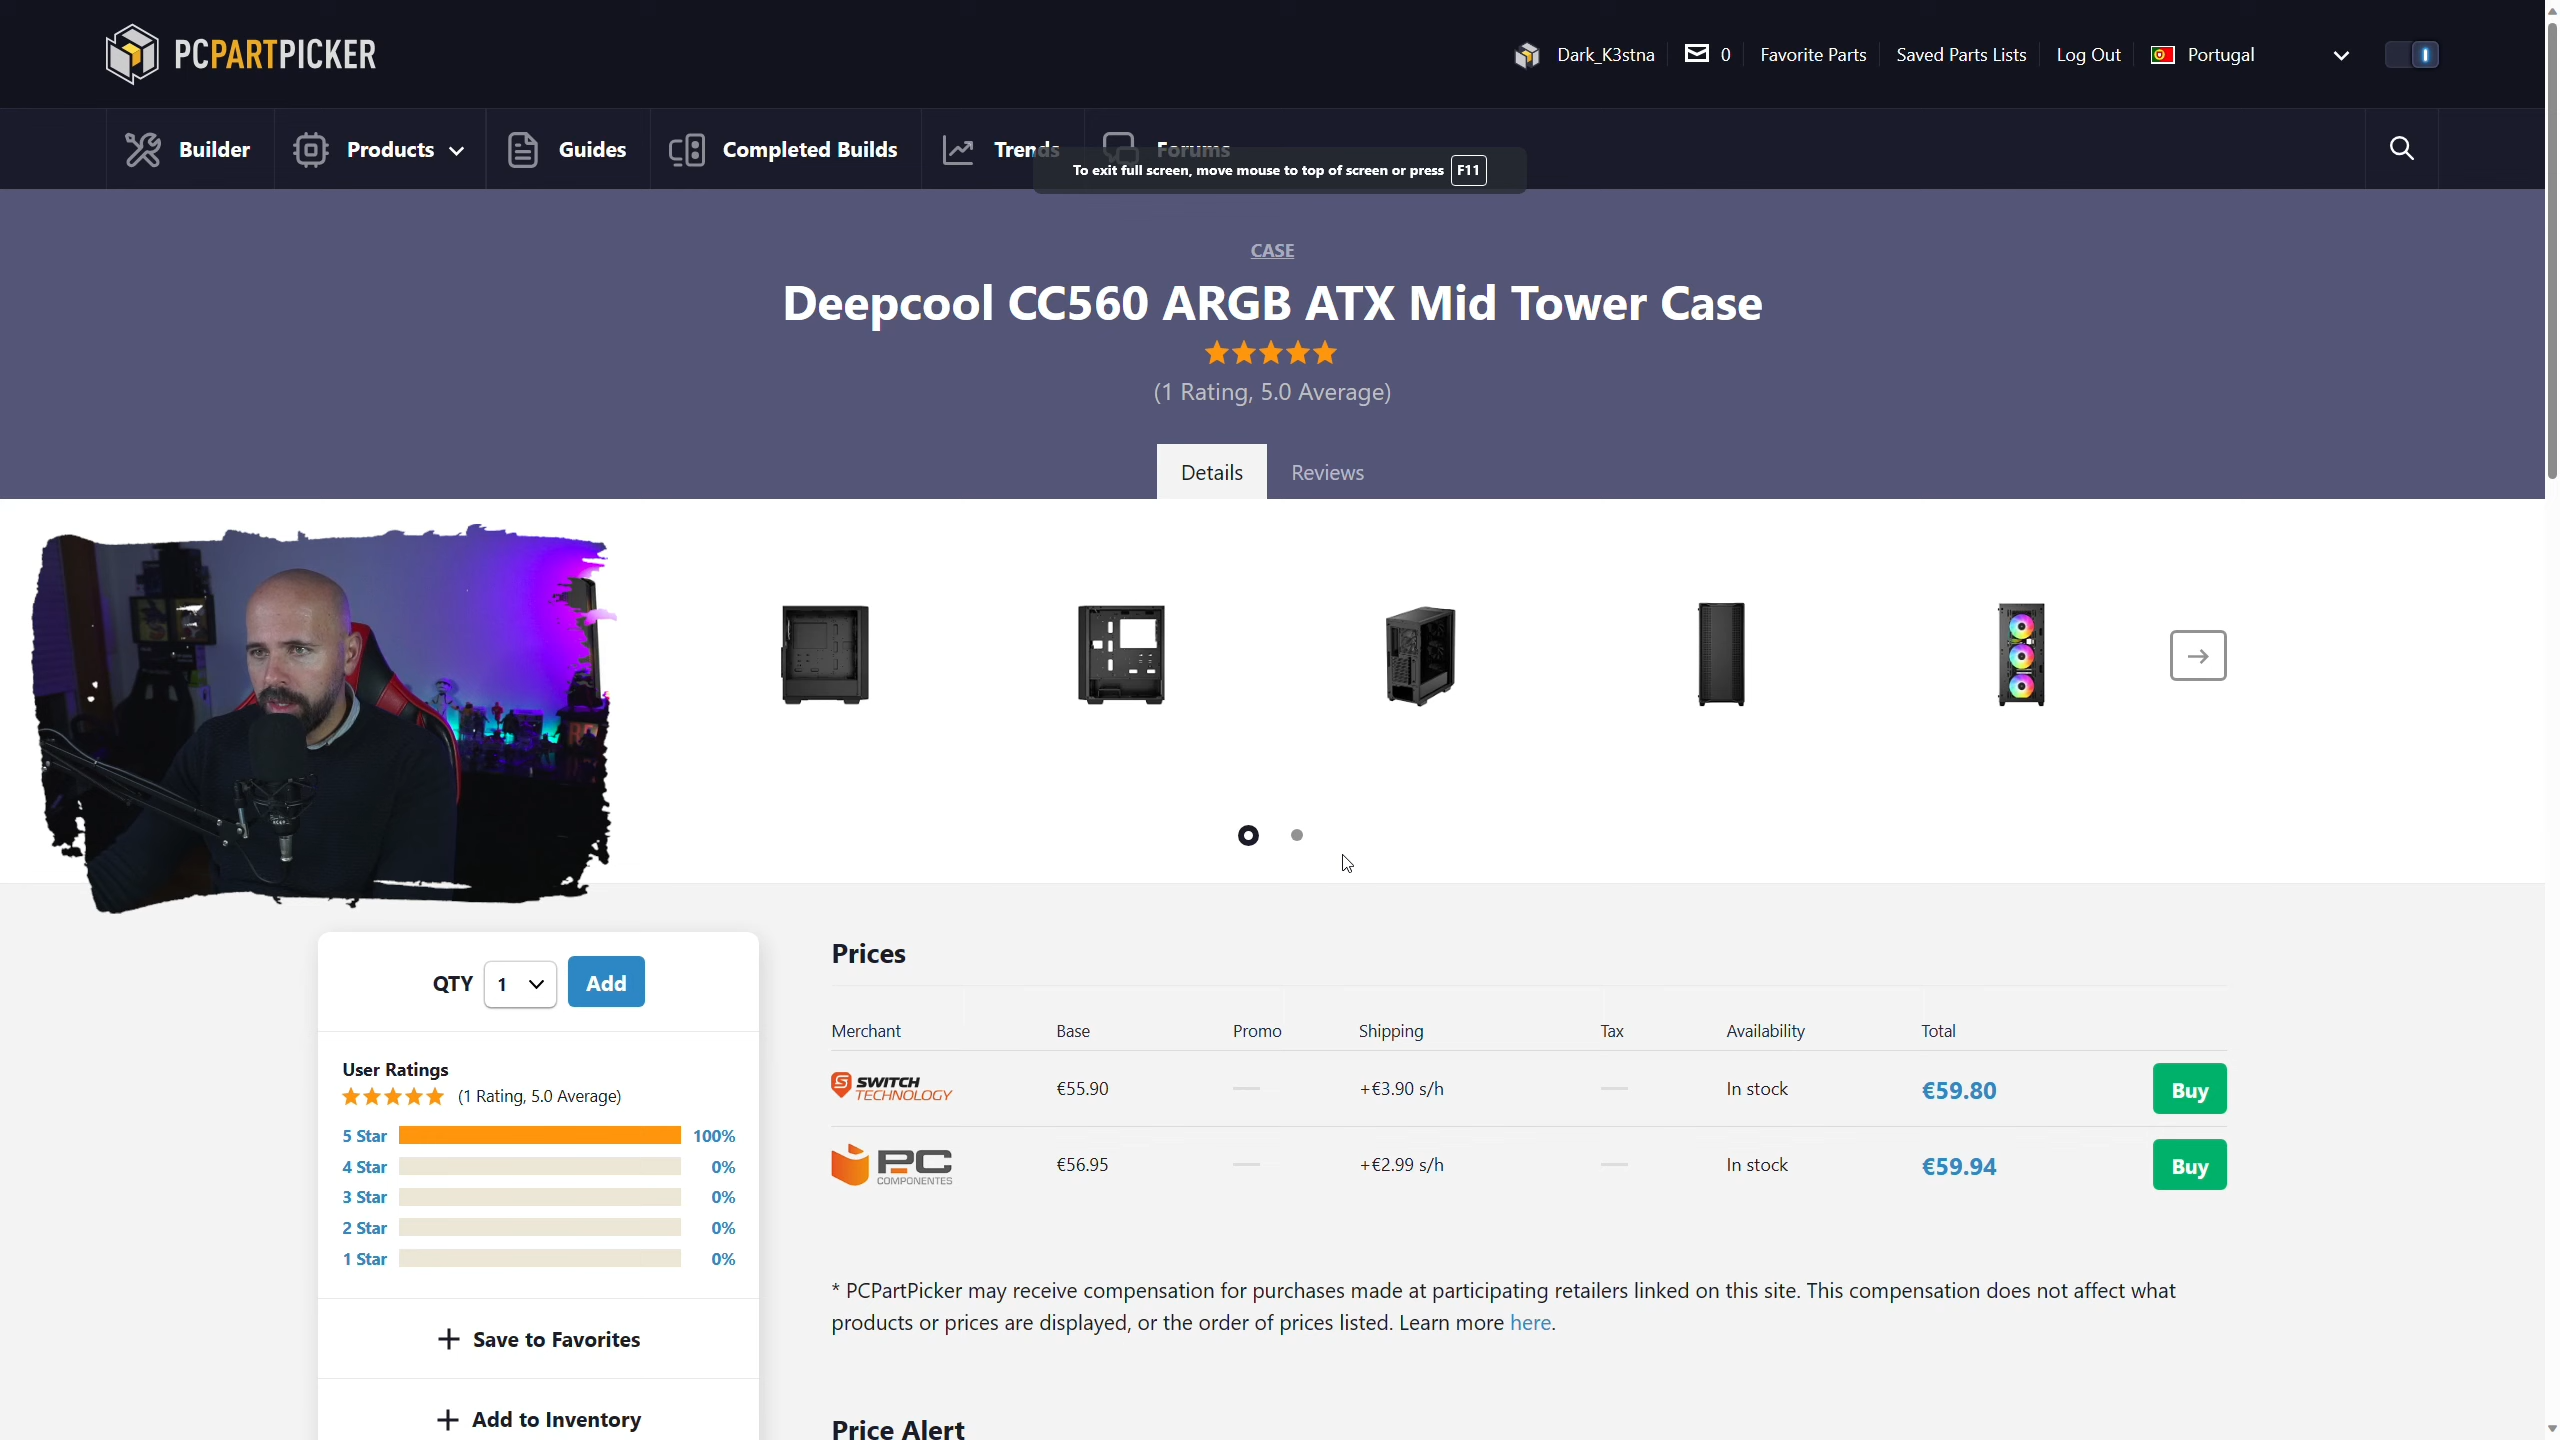 PCPARTPICKER
Dark_K3stna 0 Favorite Parts Saved Parts Lists Log Out Portugal
Builder Products Guides Completed Builds Trends Forums
To exit full screen, move mouse to top of screen or press F11
CASE
Deepcool CC560 ARGB ATX Mid Tower Case
(1 Rating, 5.0 Average)
Details Reviews
QTY 1 Add
User Ratings
(1 Rating, 5.0 Average)
5 Star 100%
4 Star 0%
3 Star 0%
2 Star 0%
1 Star 0%
+ Save to Favorites
+ Add to Inventory
Prices
Merchant Base Promo Shipping Tax Availability Total
SWITCH TECHNOLOGY €55.90 — +€3.90 s/h — In stock €59.80 Buy
PC COMPONENTES €56.95 — +€2.99 s/h — In stock €59.94 Buy
* PCPartPicker may receive compensation for purchases made at participating retailers linked on this site. This compensation does not affect what
products or prices are displayed, or the order of prices listed. Learn more here.
Price Alert